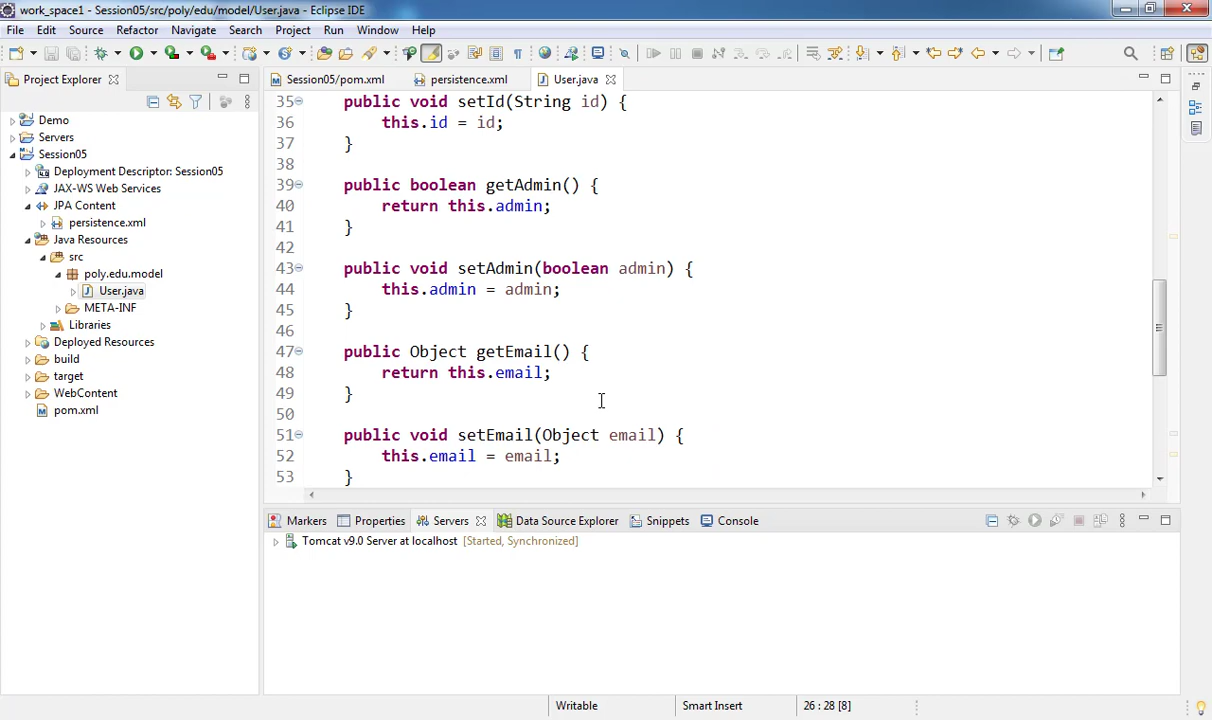 work_space1 - Session05/src/poly/edu/model/User.java - Eclipse IDE
File Edit Source Refactor Navigate Search Project Run Window Help
Project Explorer
Session05/pom.xml persistence.xml User.java
Demo
Servers
Session05
Deployment Descriptor: Session05
JAX-WS Web Services
JPA Content
persistence.xml
Java Resources
src
poly.edu.model
User.java
META-INF
Libraries
Deployed Resources
build
target
WebContent
pom.xml
35 public void setId(String id) {
36 this.id = id;
37 }
38
39 public boolean getAdmin() {
40 return this.admin;
41 }
42
43 public void setAdmin(boolean admin) {
44 this.admin = admin;
45 }
46
47 public Object getEmail() {
48 return this.email;
49 }
50
51 public void setEmail(Object email) {
52 this.email = email;
53 }
Markers Properties Servers Data Source Explorer Snippets Console
Tomcat v9.0 Server at localhost [Started, Synchronized]
Writable Smart Insert 26 : 28 [8]